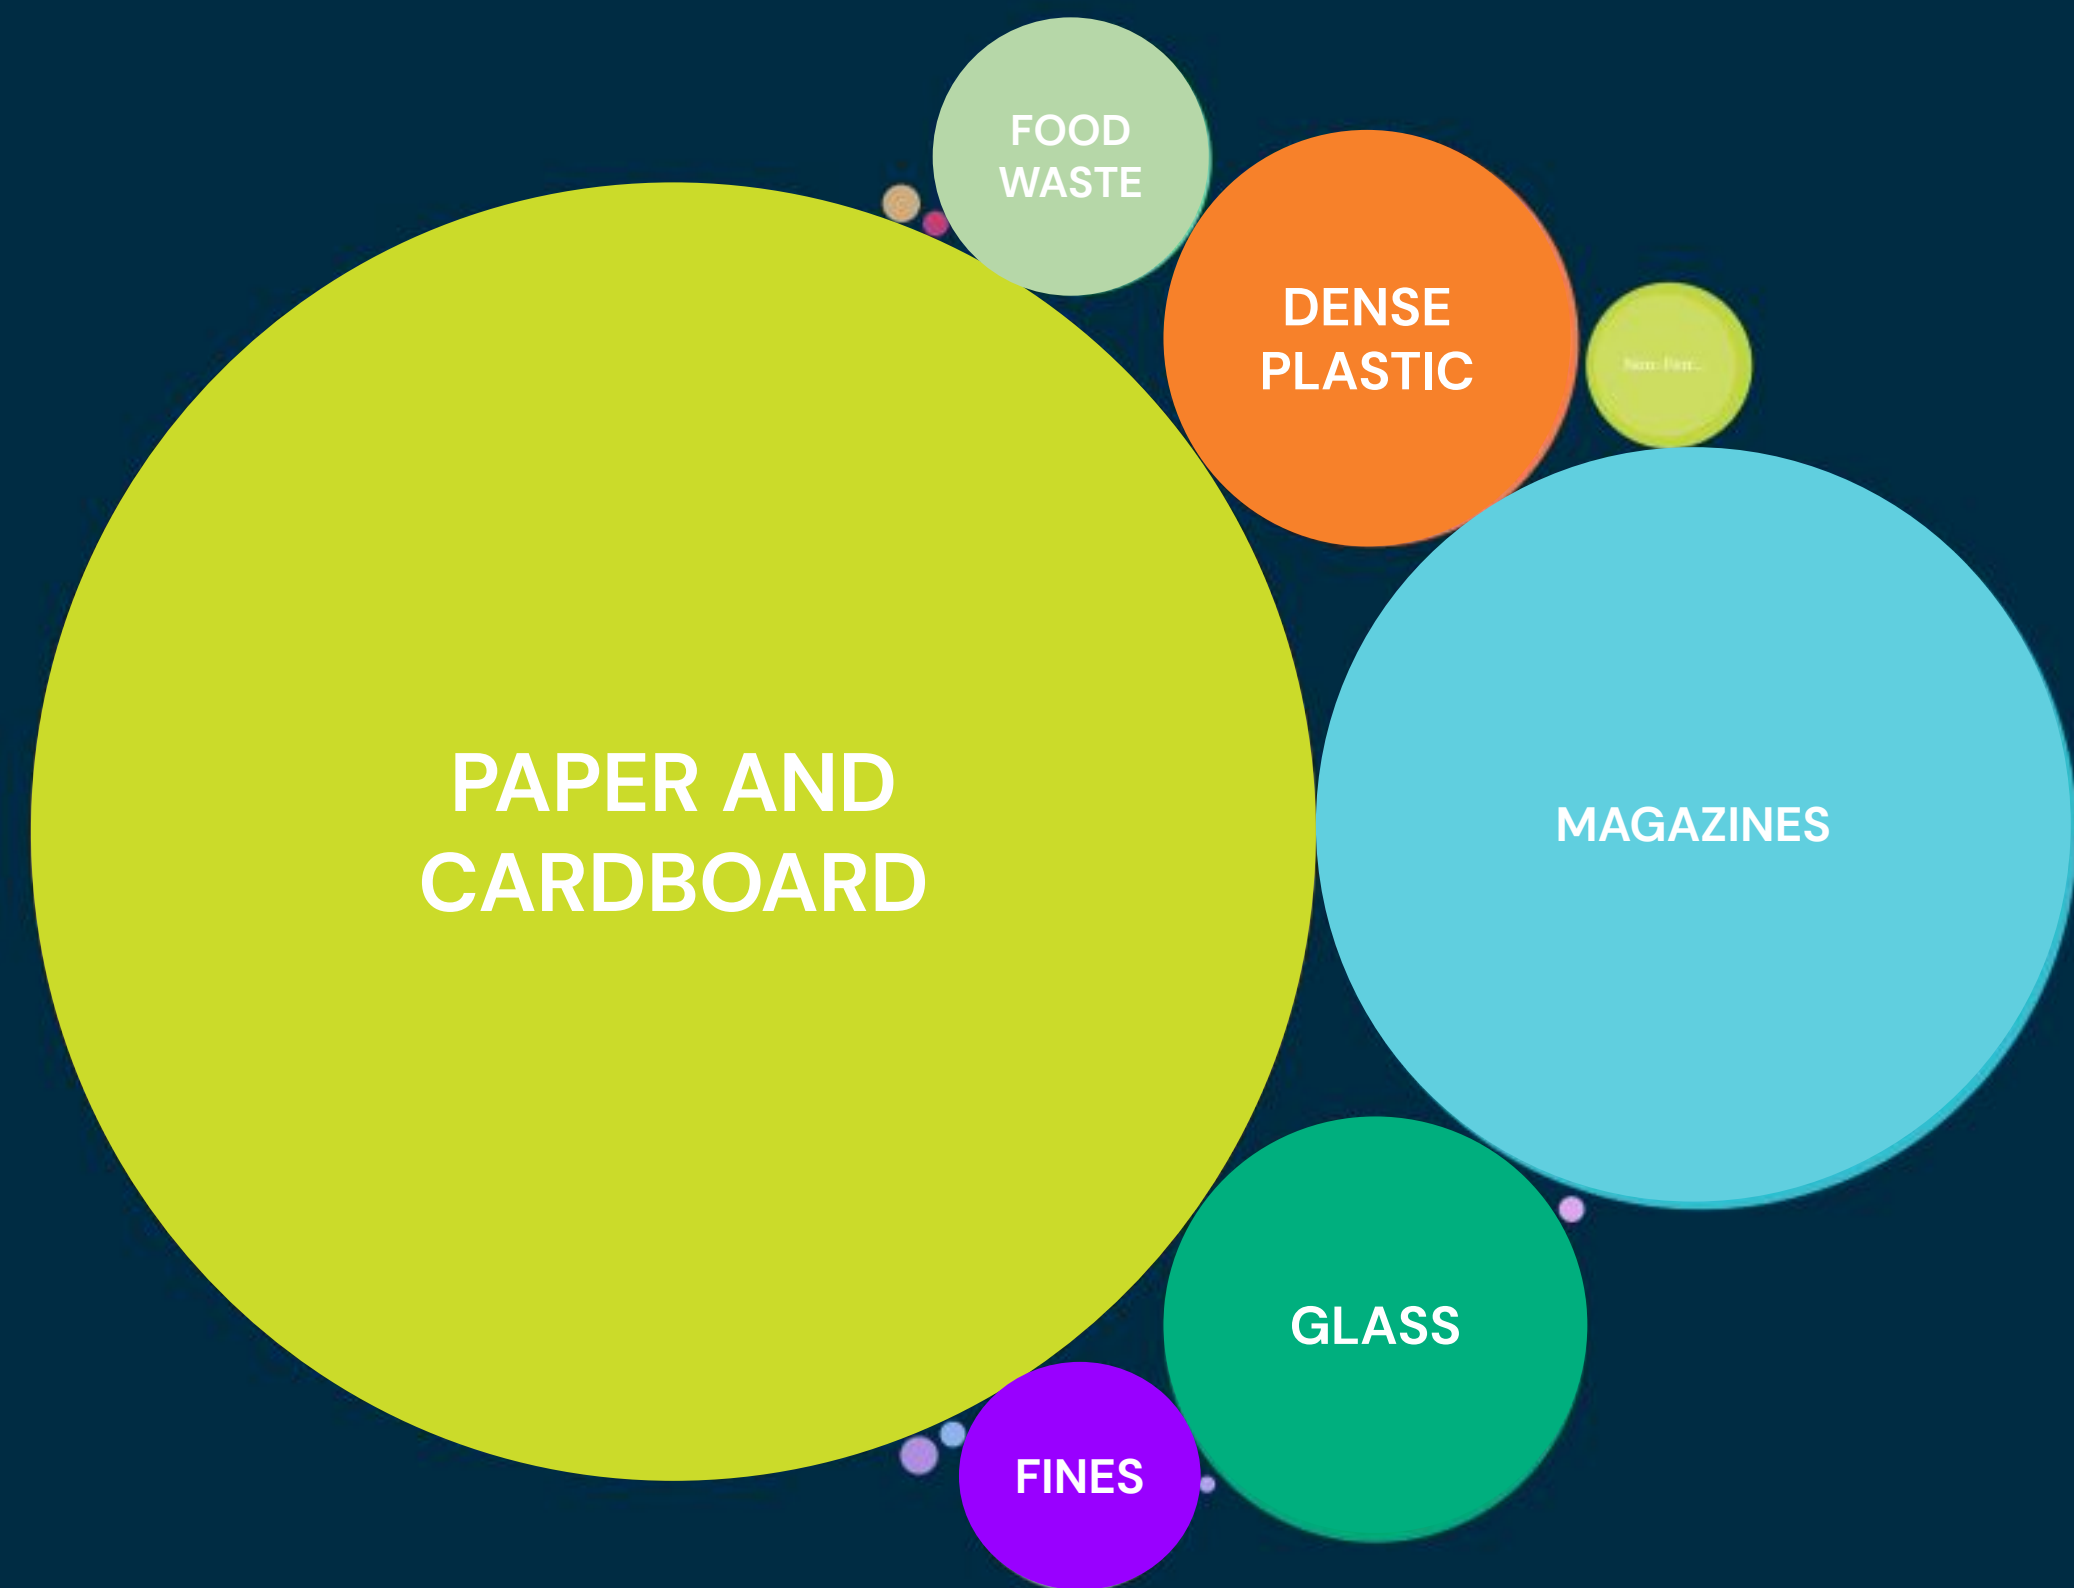 FOOD
WASTE
DENSE
PLASTIC
PAPER AND
CARDBOARD
MAGAZINES
GLASS
FINES